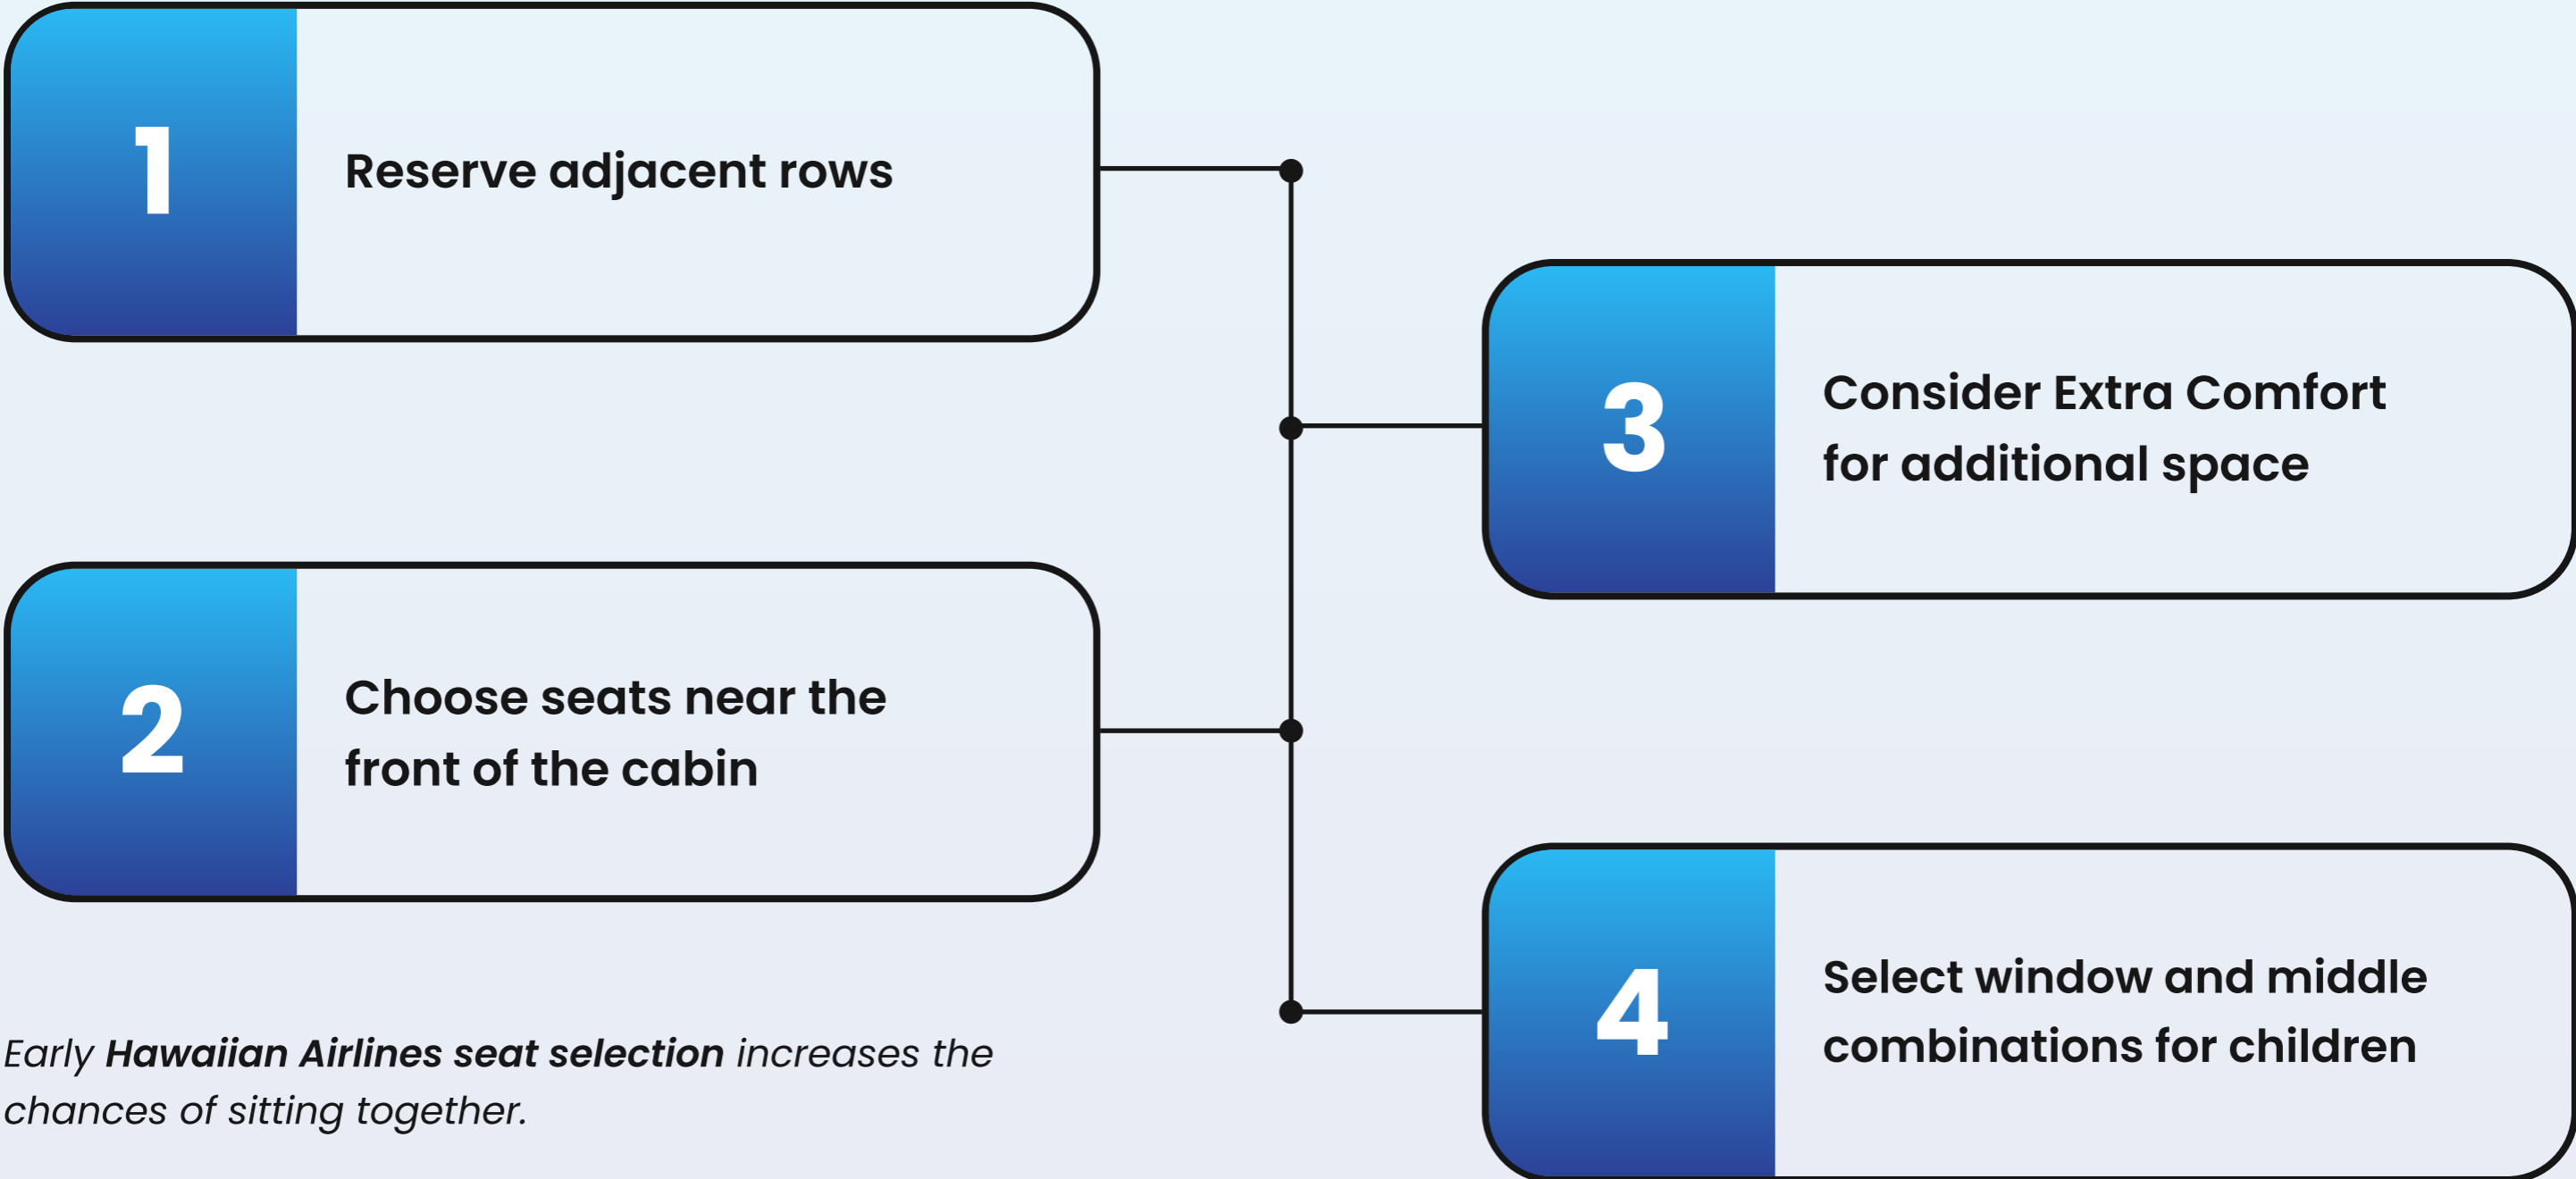 1
Reserve adjacent rows
2
Choose seats near the
front of the cabin
3
Consider Extra Comfort
for additional space
4
Select window and middle
combinations for children
Early Hawaiian Airlines seat selection increases the
chances of sitting together.